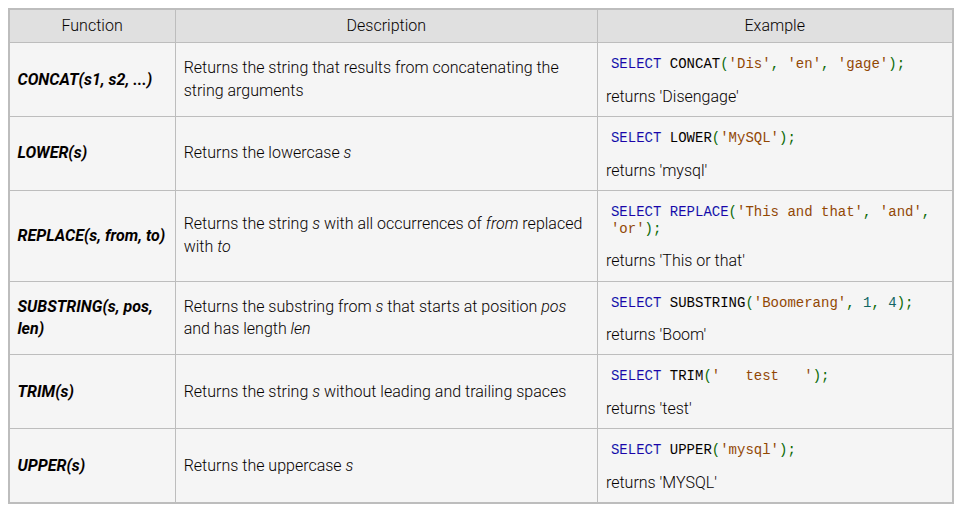 Function Description Example
CONCAT(s1, s2, ...)
Returns the string that results from concatenating the
string arguments
SELECT CONCAT('Dis', 'en', 'gage');
returns 'Disengage'
LOWER(s)
Returns the lowercase s
SELECT LOWER('MySQL');
returns 'mysql'
REPLACE(s, from, to)
Returns the string s with all occurrences of from replaced
with to
SELECT REPLACE('This and that', 'and',
'or');
returns 'This or that'
SUBSTRING(s, pos,
len)
Returns the substring from s that starts at position pos
and has length len
SELECT SUBSTRING('Boomerang', 1, 4);
returns 'Boom'
TRIM(s)
Returns the string s without leading and trailing spaces
SELECT TRIM('   test   ');
returns 'test'
UPPER(s)
Returns the uppercase s
SELECT UPPER('mysql');
returns 'MYSQL'